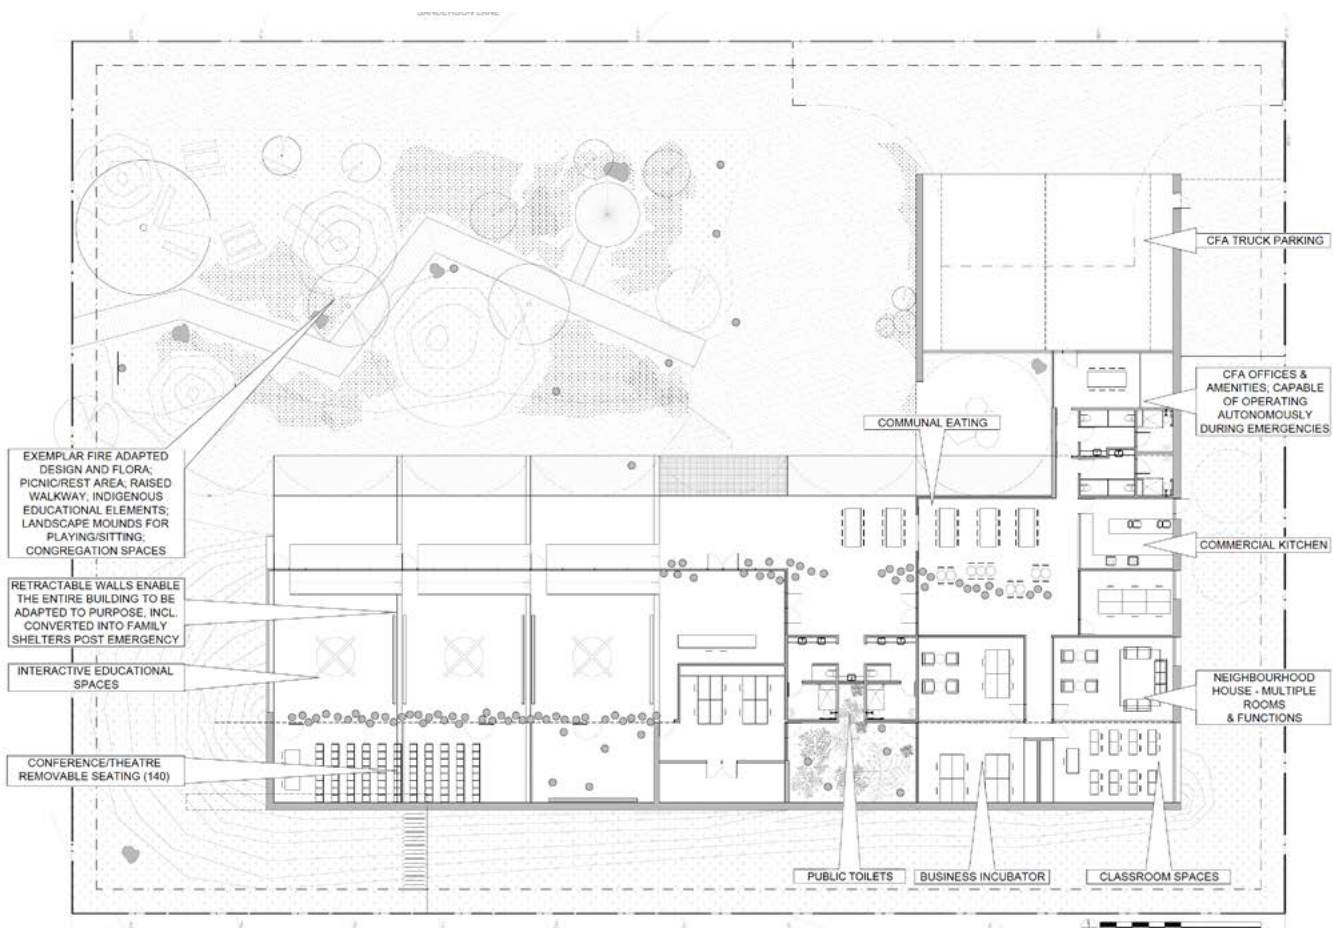 SANDERSON LANE
CFA TRUCK PARKING
CFA OFFICES &
AMENITIES; CAPABLE
OF OPERATING
AUTONOMOUSLY
DURING EMERGENCIES
COMMUNAL EATING
EXEMPLAR FIRE ADAPTED
DESIGN AND FLORA;
PICNIC/REST AREA; RAISED
WALKWAY; INDIGENOUS
EDUCATIONAL ELEMENTS;
LANDSCAPE MOUNDS FOR
PLAYING/SITTING;
CONGREGATION SPACES
COMMERCIAL KITCHEN
RETRACTABLE WALLS ENABLE
THE ENTIRE BUILDING TO BE
ADAPTED TO PURPOSE, INCL.
CONVERTED INTO FAMILY
SHELTERS POST EMERGENCY
INTERACTIVE EDUCATIONAL
SPACES
NEIGHBOURHOOD
HOUSE - MULTIPLE
ROOMS
& FUNCTIONS
CONFERENCE/THEATRE
REMOVABLE SEATING (140)
PUBLIC TOILETS
BUSINESS INCUBATOR
CLASSROOM SPACES